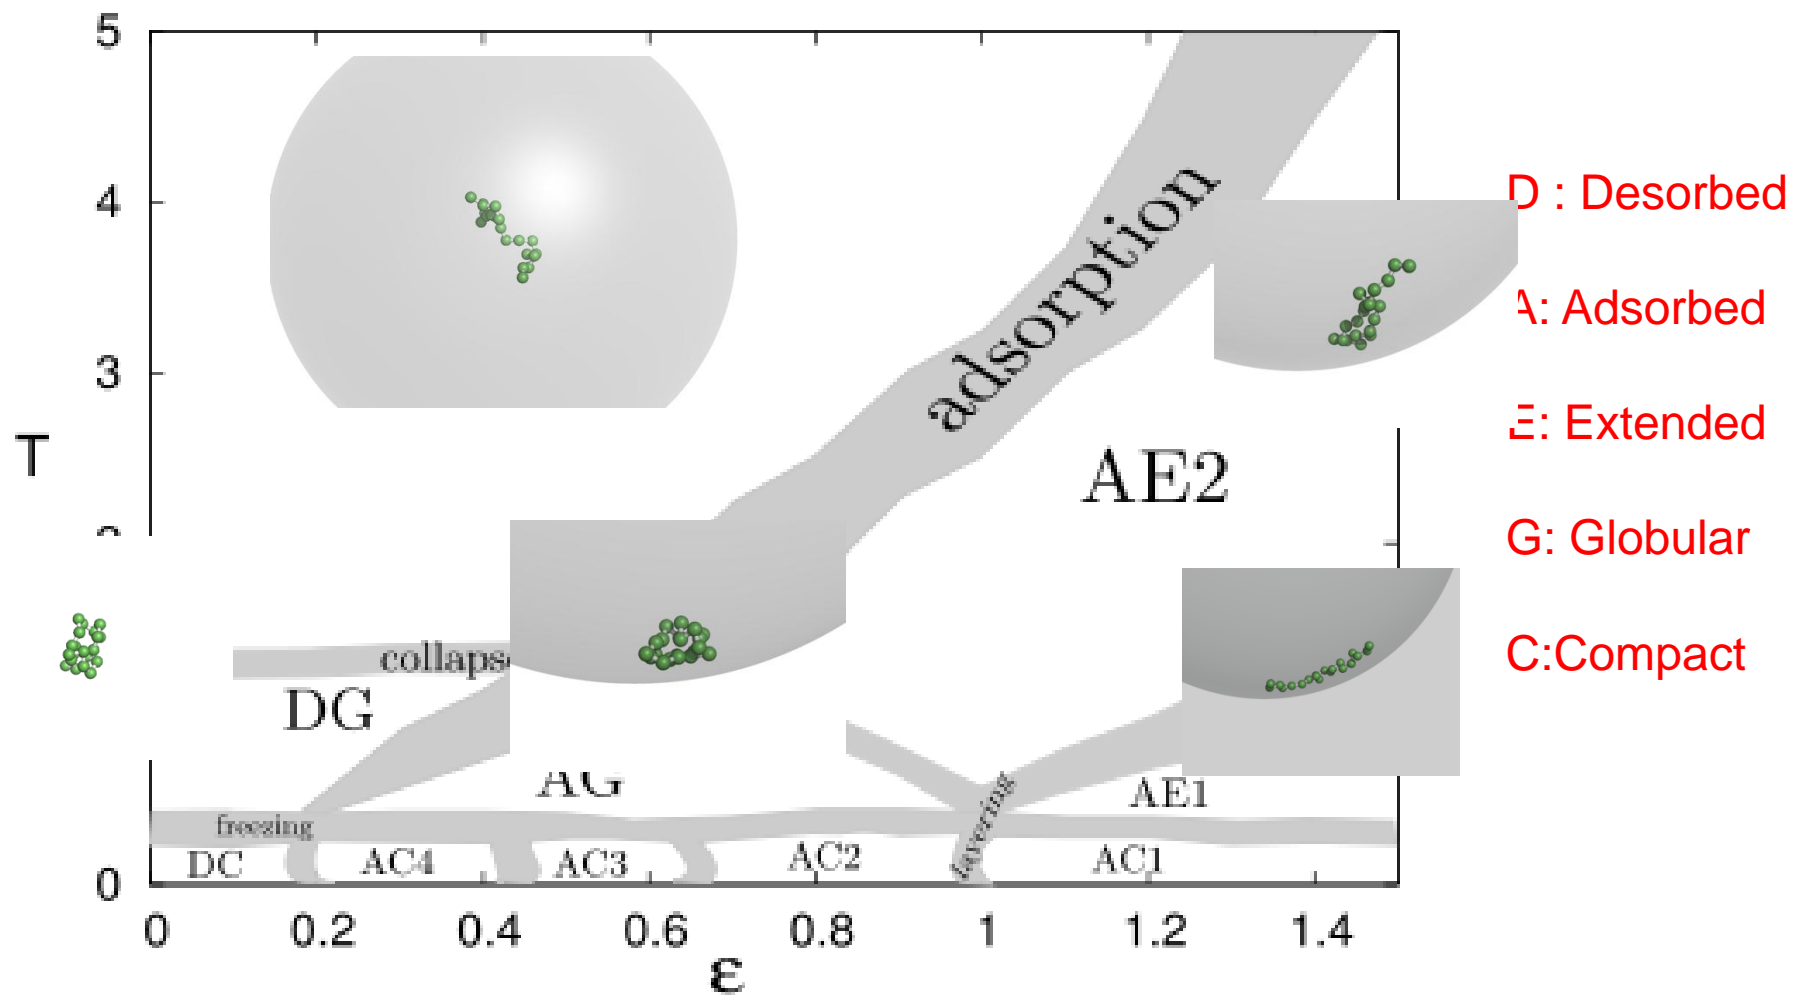 5
4
3
T
0
0
0.2
0.4
0.6
0.8
1
1.2
1.4
ε
adsorption
AE2
collapse
DG
AG
AE1
freezing
layering
DC
AC4
AC3
AC2
AC1
D : Desorbed
A: Adsorbed
E: Extended
G: Globular
C:Compact